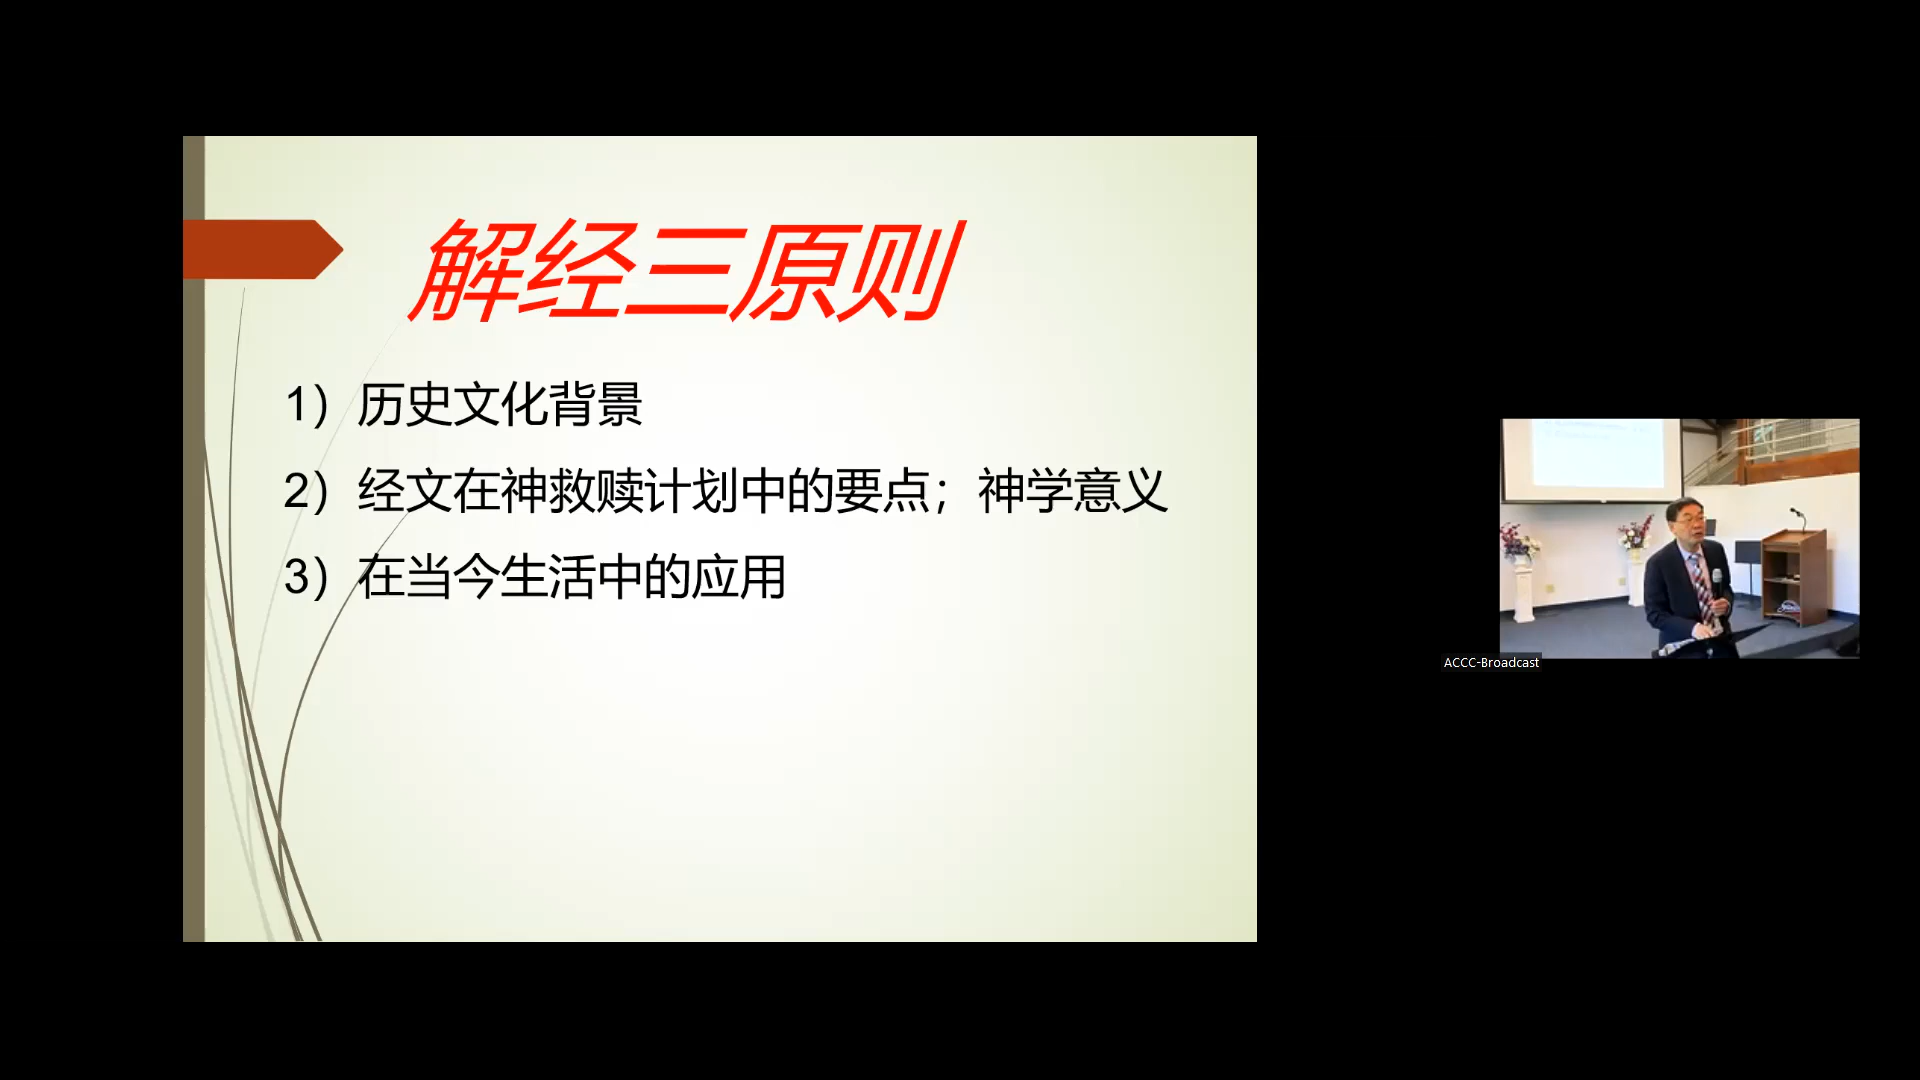 解经三原则
1）历史文化背景
2）经文在神救赎计划中的要点；神学意义
3）在当今生活中的应用
ACCC-Broadcast